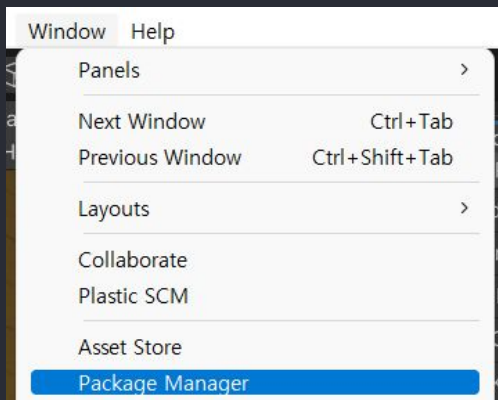 Window Help
Panels
Next Window Ctrl+Tab
Previous Window Ctrl+Shift+Tab
Layouts
Collaborate
Plastic SCM
Asset Store
Package Manager